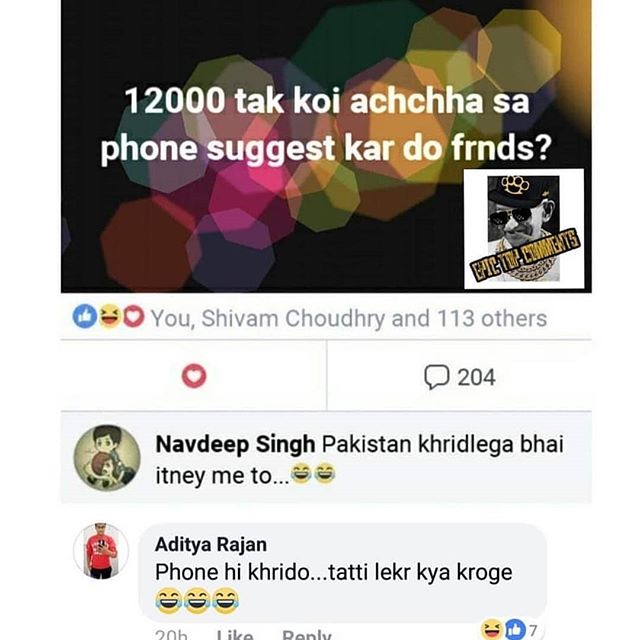 12000 tak koi achchha sa
phone suggest kar do frnds?
EPIC TOP COMMENTS
You, Shivam Choudhry and 113 others
204
Navdeep Singh Pakistan khridlega bhai
itney me to...😂😂
Aditya Rajan
Phone hi khrido...tatti lekr kya kroge
😂😂😂
7
20h Like Reply